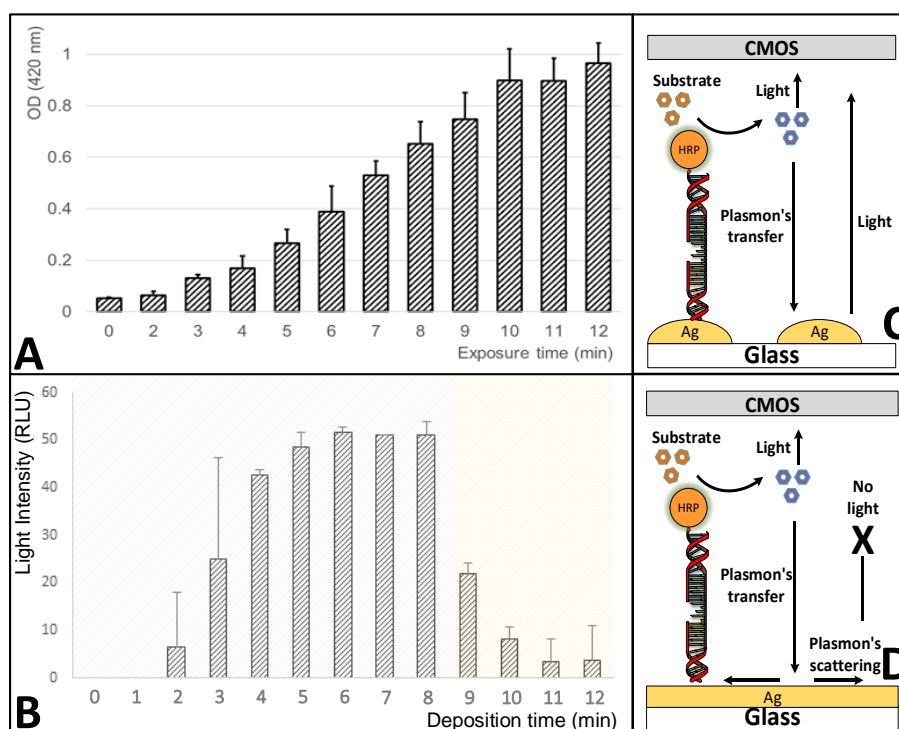 OD (420 nm)
1
0.8
0.6
0.4
0.2
0
0 2 3 4 5 6 7 8 9 10 11 12
Exposure time (min)
A
Light Intensity (RLU)
60
50
40
30
20
10
0
0 1 2 3 4 5 6 7 8 9 10 11 12
Deposition time (min)
B
CMOS
Substrate
Light
HRP
Plasmon's
transfer
Light
Ag
Ag
Glass
C
CMOS
Substrate
Light
No
light
X
HRP
Plasmon's
transfer
Plasmon's
scattering
Ag
Glass
D